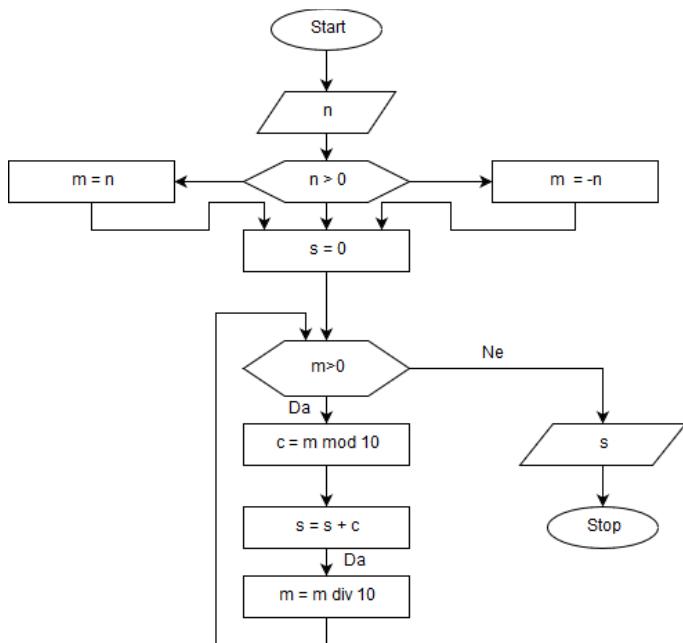 Start
n
m = n
n > 0
m = -n
s = 0
m>0
Ne
Da
c = m mod 10
s
s = s + c
Stop
Da
m = m div 10